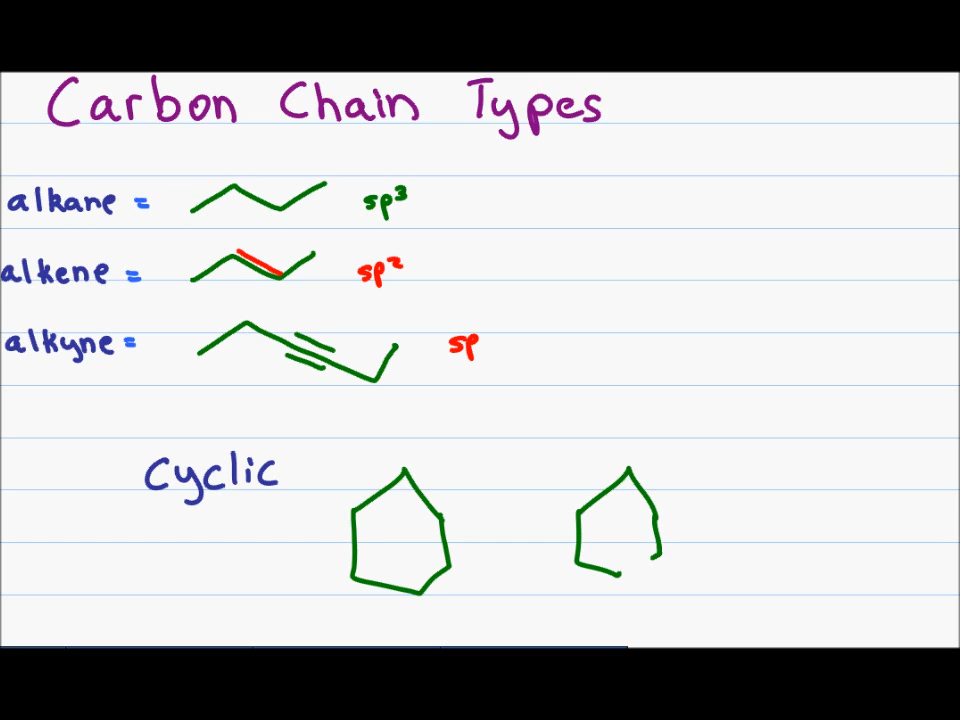 Carbon Chain Types
alkane = sp³
alkene = sp²
alkyne = sp
Cyclic